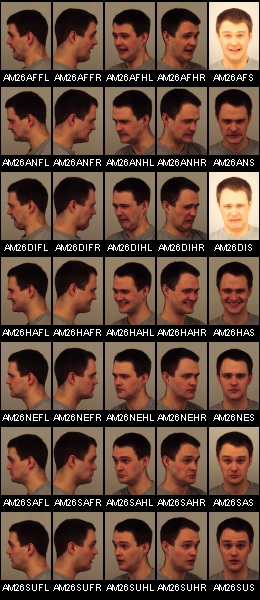 AM26AFFL AM26AFFR AM26AFHL AM26AFHR AM26AFS
AM26ANFL AM26ANFR AM26ANHL AM26ANHR AM26ANS
AM26DIFL AM26DIFR AM26DIHL AM26DIHR AM26DIS
AM26HAFL AM26HAFR AM26HAHL AM26HAHR AM26HAS
AM26NEFL AM26NEFR AM26NEHL AM26NEHR AM26NES
AM26SAFL AM26SAFR AM26SAHL AM26SAHR AM26SAS
AM26SUFL AM26SUFR AM26SUHL AM26SUHR AM26SUS